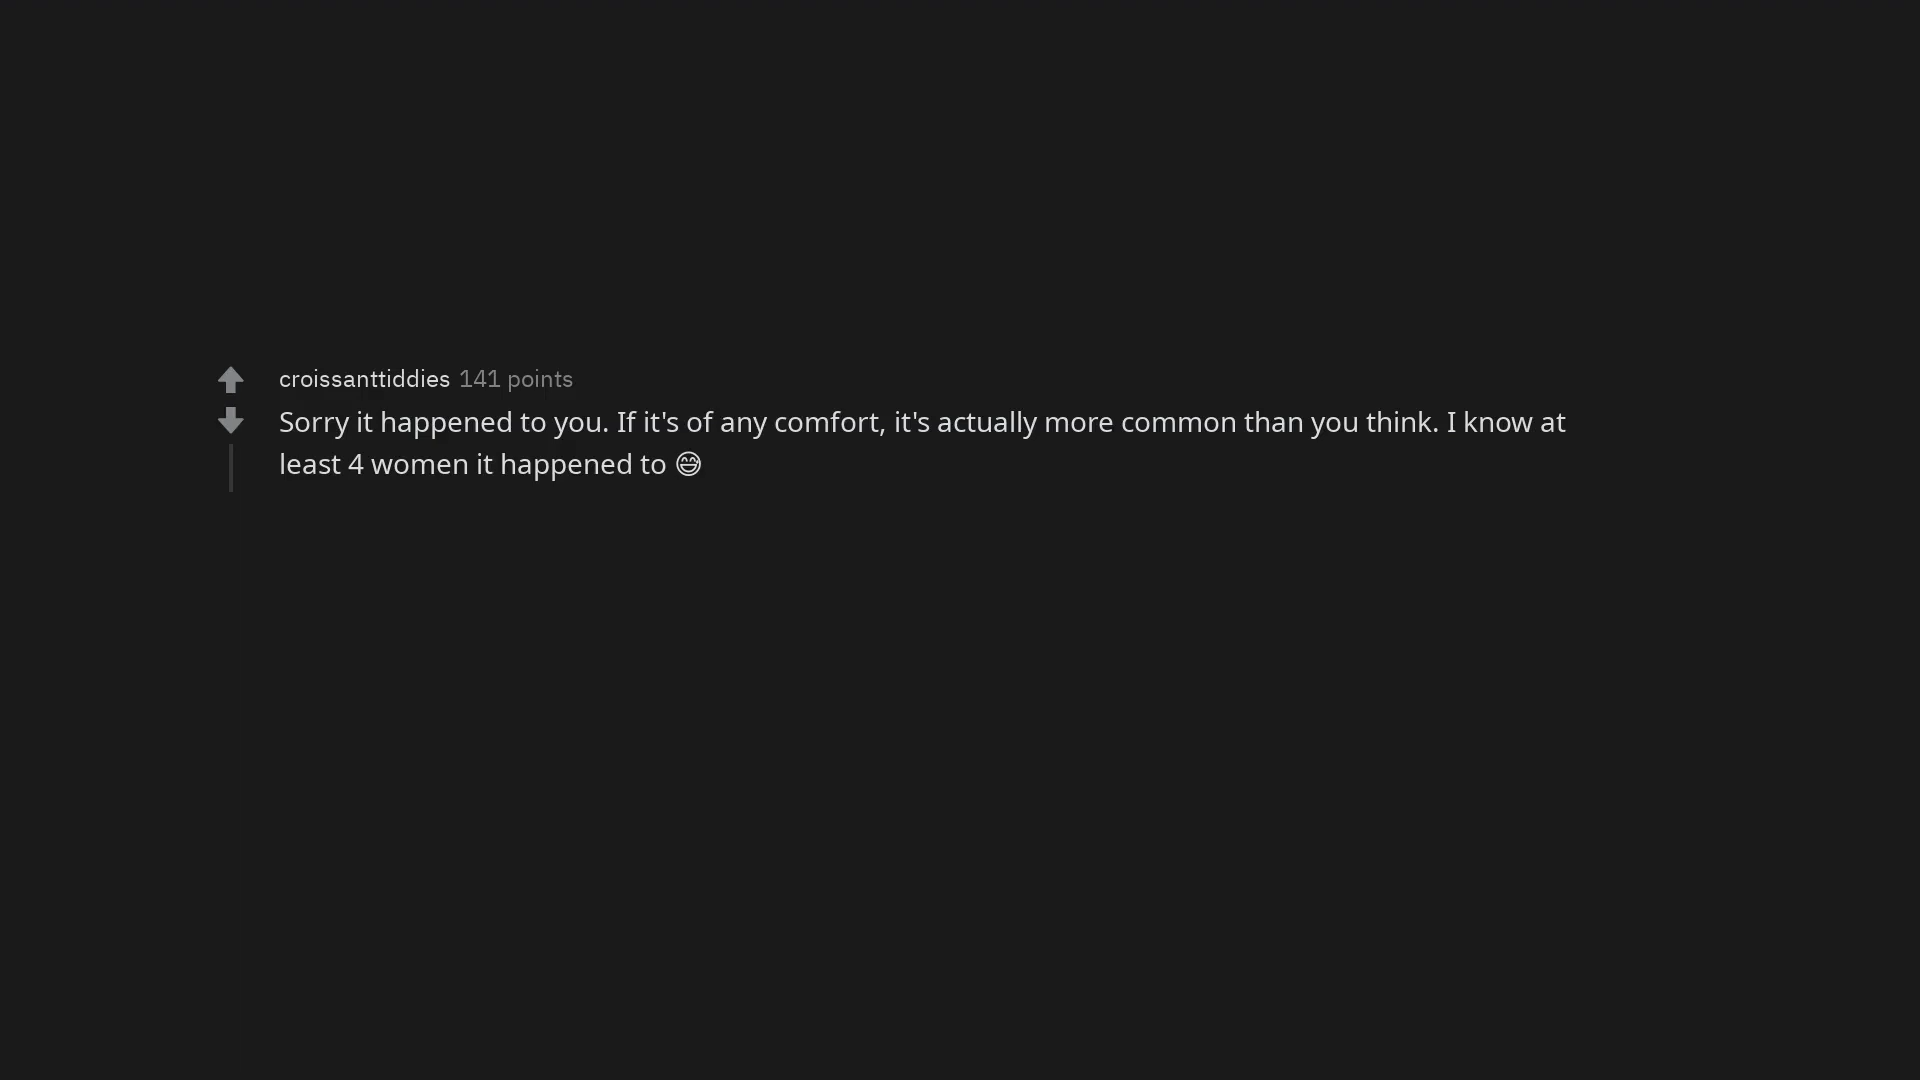 croissanttiddies 141 points
Sorry it happened to you. If it's of any comfort, it's actually more common than you think. I know at
least 4 women it happened to 😅